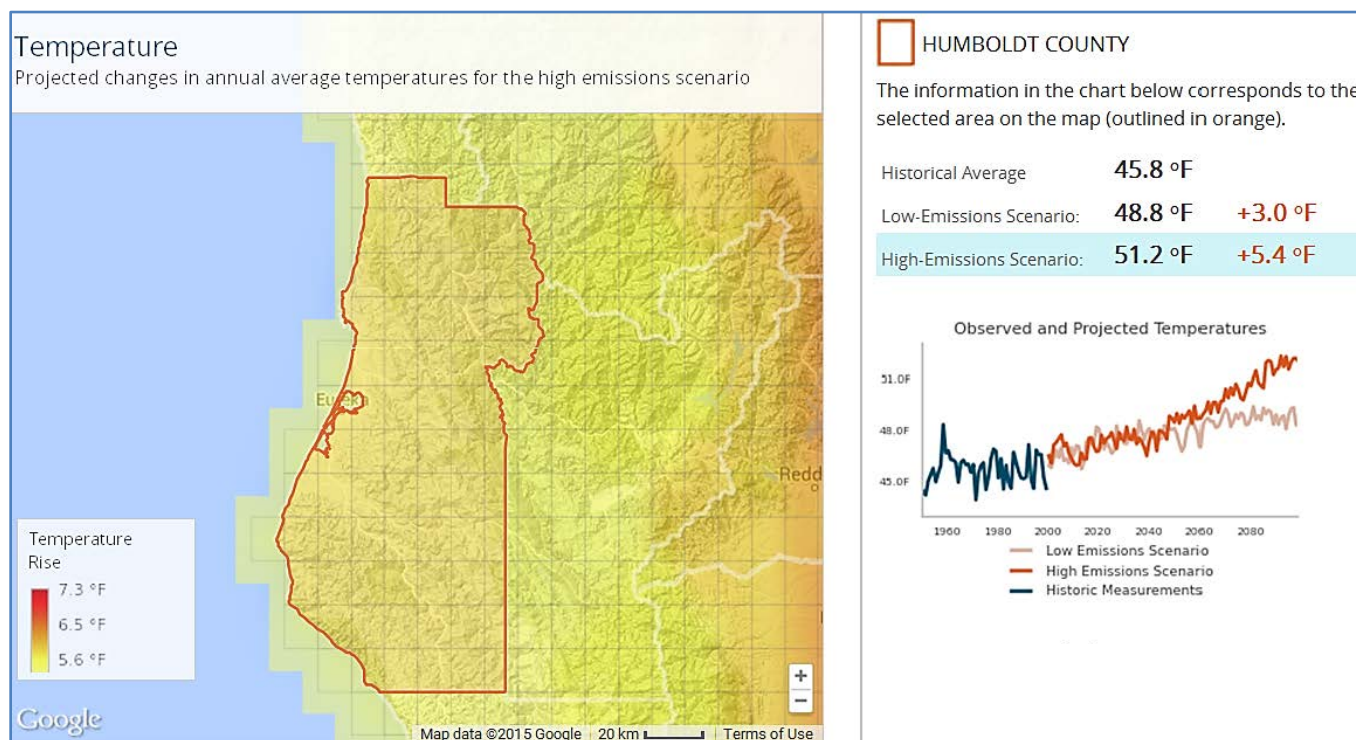 Temperature
Projected changes in annual average temperatures for the high emissions scenario
Eureka
Redd
Temperature
Rise
7.3 °F
6.5 °F
5.6 °F
Google
+
−
Map data ©2015 Google 20 km Terms of Use
HUMBOLDT COUNTY
The information in the chart below corresponds to the
selected area on the map (outlined in orange).
Historical Average 45.8 °F
Low-Emissions Scenario: 48.8 °F +3.0 °F
High-Emissions Scenario: 51.2 °F +5.4 °F
Observed and Projected Temperatures
51.0F
48.0F
45.0F
1960 1980 2000 2020 2040 2060 2080
Low Emissions Scenario
High Emissions Scenario
Historic Measurements